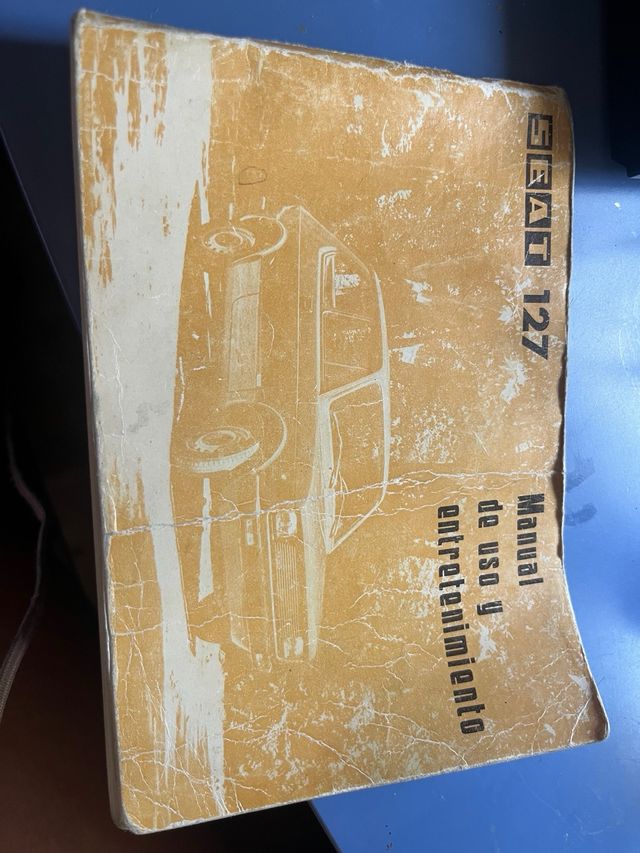 SEAT 127
Manual
de uso y
entretenimiento